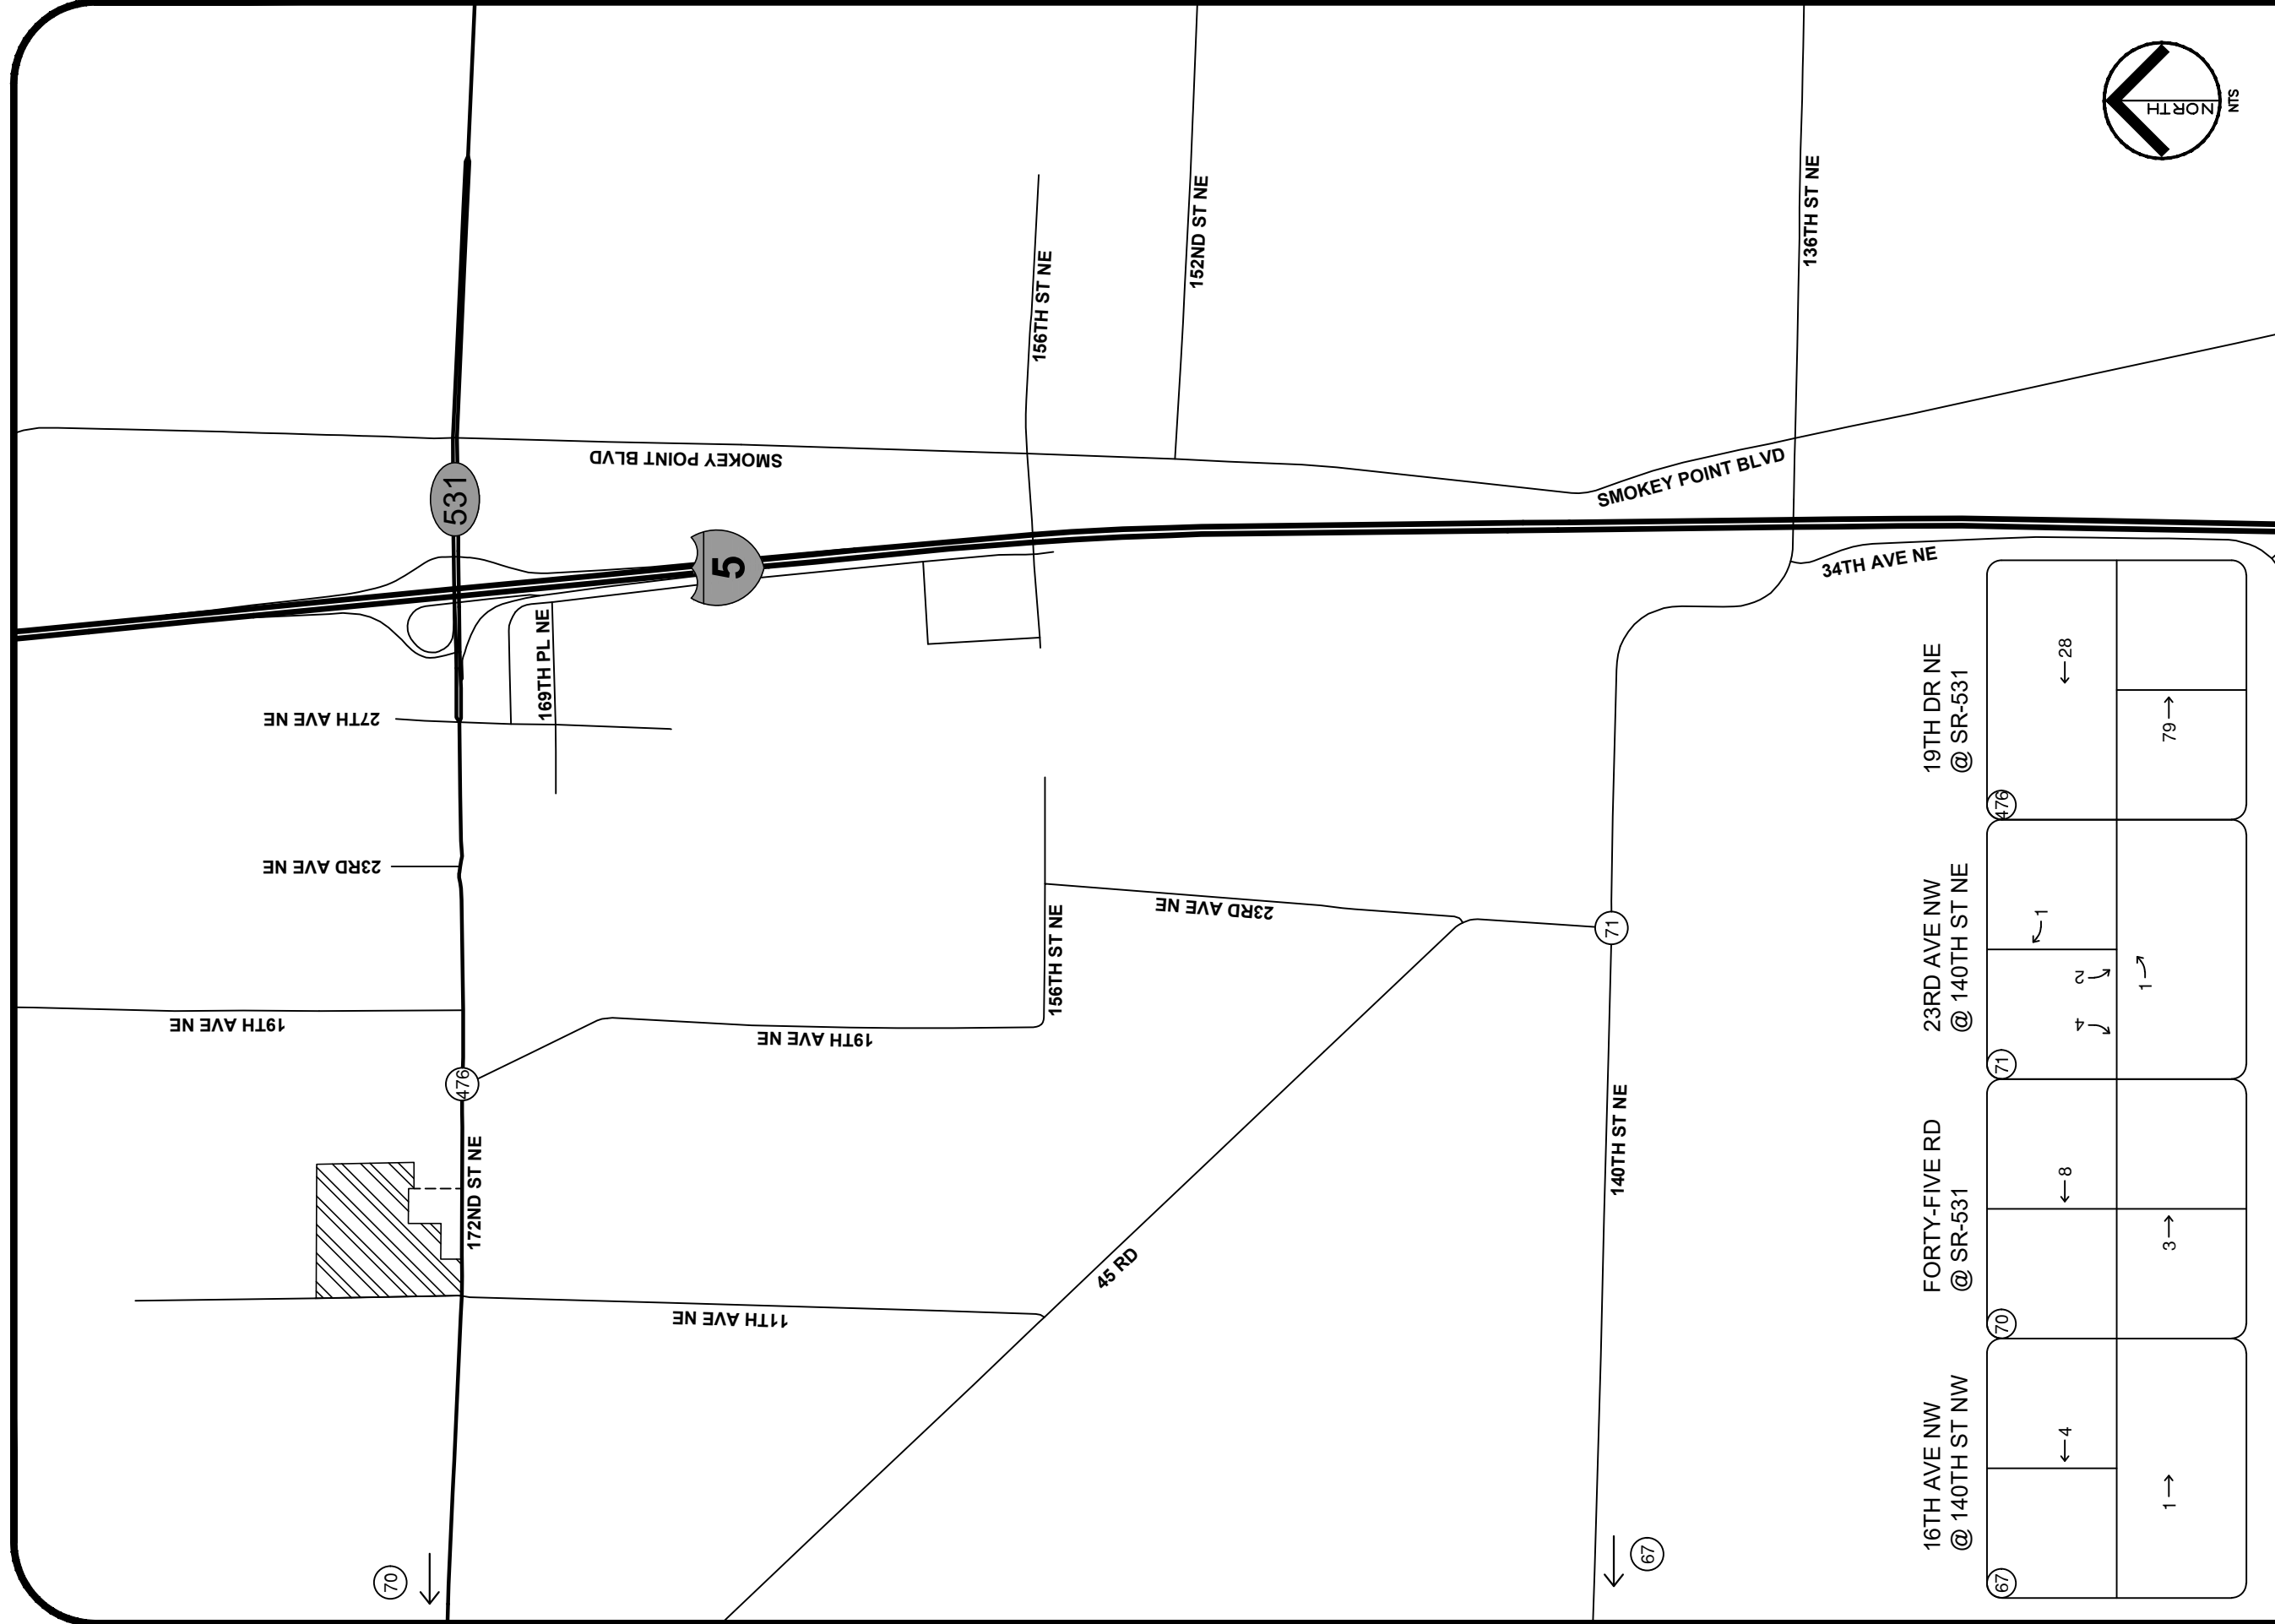 531
5
SMOKEY POINT BLVD
SMOKEY POINT BLVD
156TH ST NE
152ND ST NE
136TH ST NE
34TH AVE NE
169TH PL NE
27TH AVE NE
23RD AVE NE
19TH AVE NE
19TH AVE NE
156TH ST NE
23RD AVE NE
71
476
172ND ST NE
11TH AVE NE
45 RD
140TH ST NE
70
67
NORTH
NTS
16TH AVE NW
@ 140TH ST NW
67
4
1
FORTY-FIVE RD
@ SR-531
70
8
3
23RD AVE NW
@ 140TH ST NE
71
1
4
2
1
19TH DR NE
@ SR-531
476
28
79